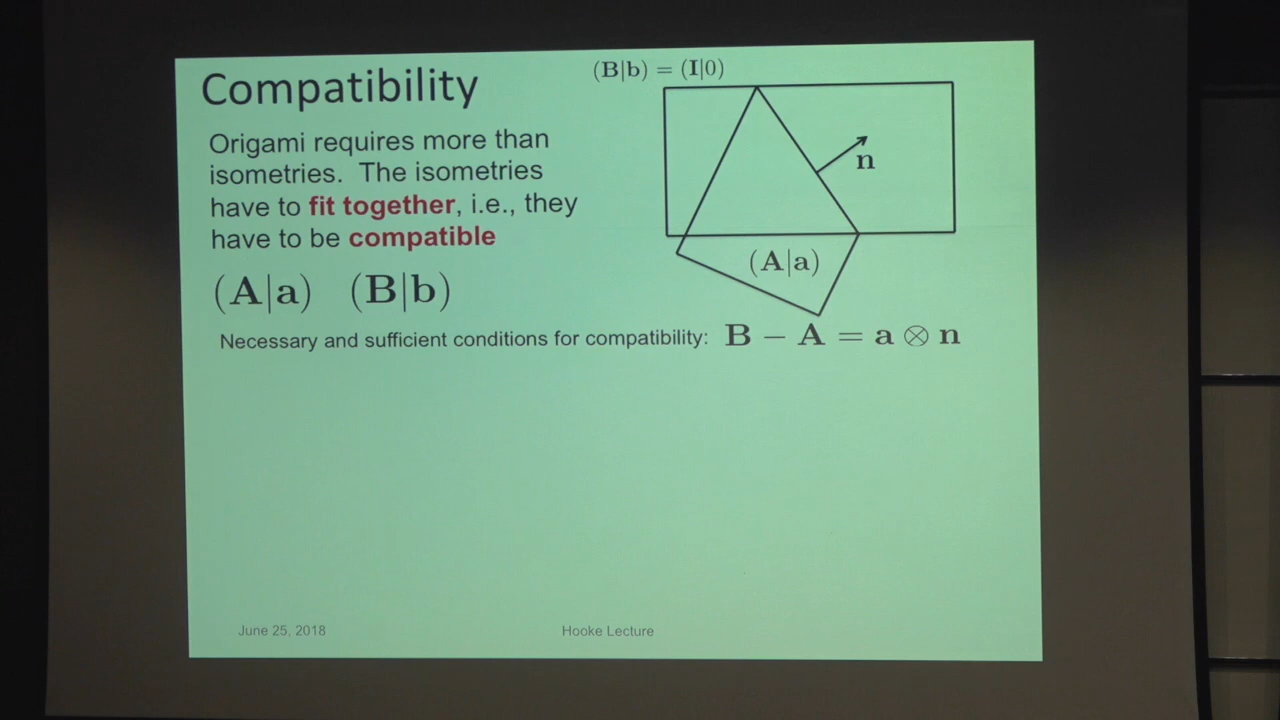 Compatibility
(B|b) = (I|0)
Origami requires more than
isometries. The isometries
have to fit together, i.e., they
have to be compatible
n
(A|a)
(A|a) (B|b)
Necessary and sufficient conditions for compatibility: B − A = a ⊗ n
June 25, 2018
Hooke Lecture